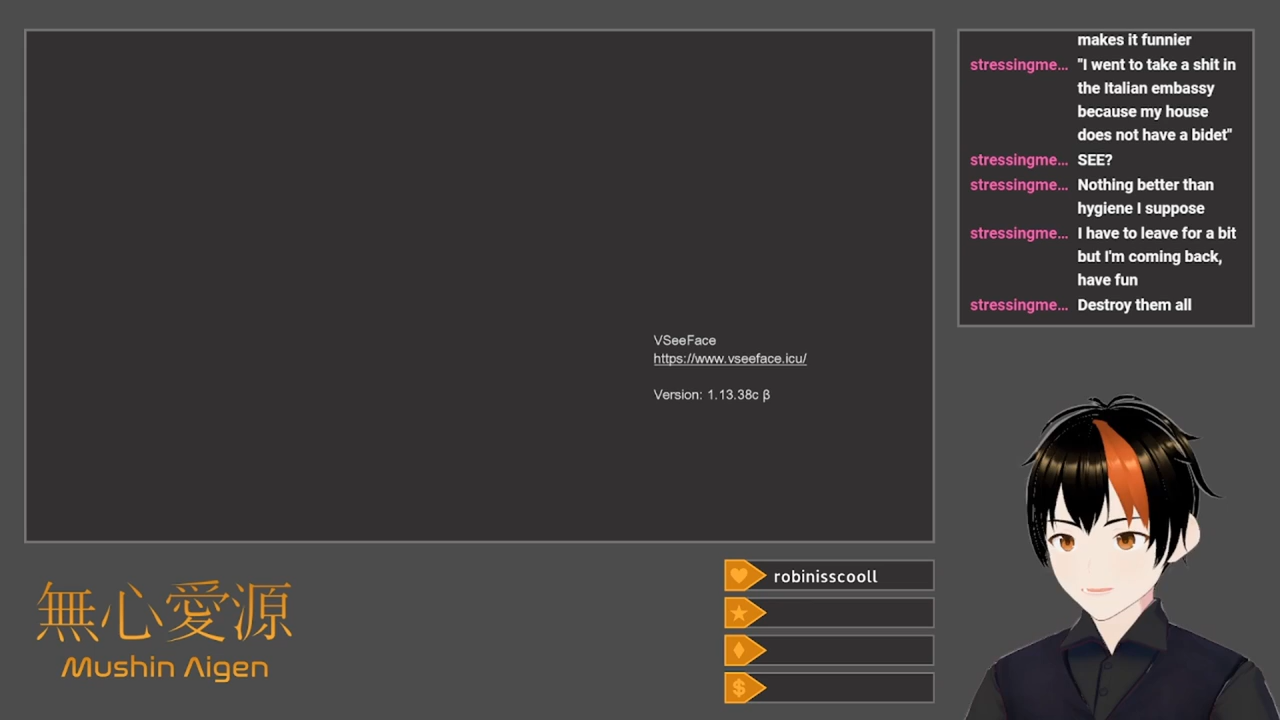 makes it funnier
stressingme... "I went to take a shit in
the Italian embassy
because my house
does not have a bidet"
stressingme... SEE?
stressingme... Nothing better than
hygiene I suppose
stressingme... I have to leave for a bit
but I'm coming back,
have fun
stressingme... Destroy them all
VSeeFace
https://www.vseeface.icu/
Version: 1.13.38c β
robinisscooll
無心愛源
Mushin Aigen